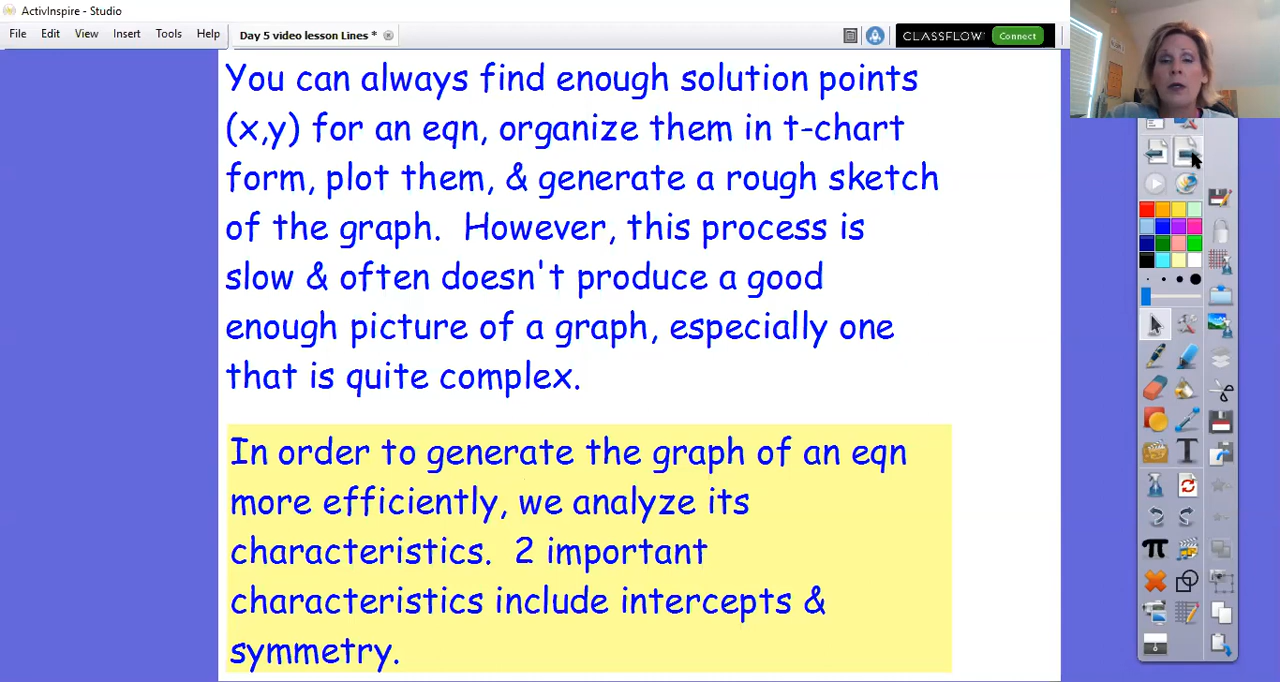 ActivInspire - Studio
File Edit View Insert Tools Help
Day 5 video lesson Lines *
CLASSFLOW Connect
You can always find enough solution points
(x,y) for an eqn, organize them in t-chart
form, plot them, & generate a rough sketch
of the graph. However, this process is
slow & often doesn't produce a good
enough picture of a graph, especially one
that is quite complex.
In order to generate the graph of an eqn
more efficiently, we analyze its
characteristics. 2 important
characteristics include intercepts &
symmetry.